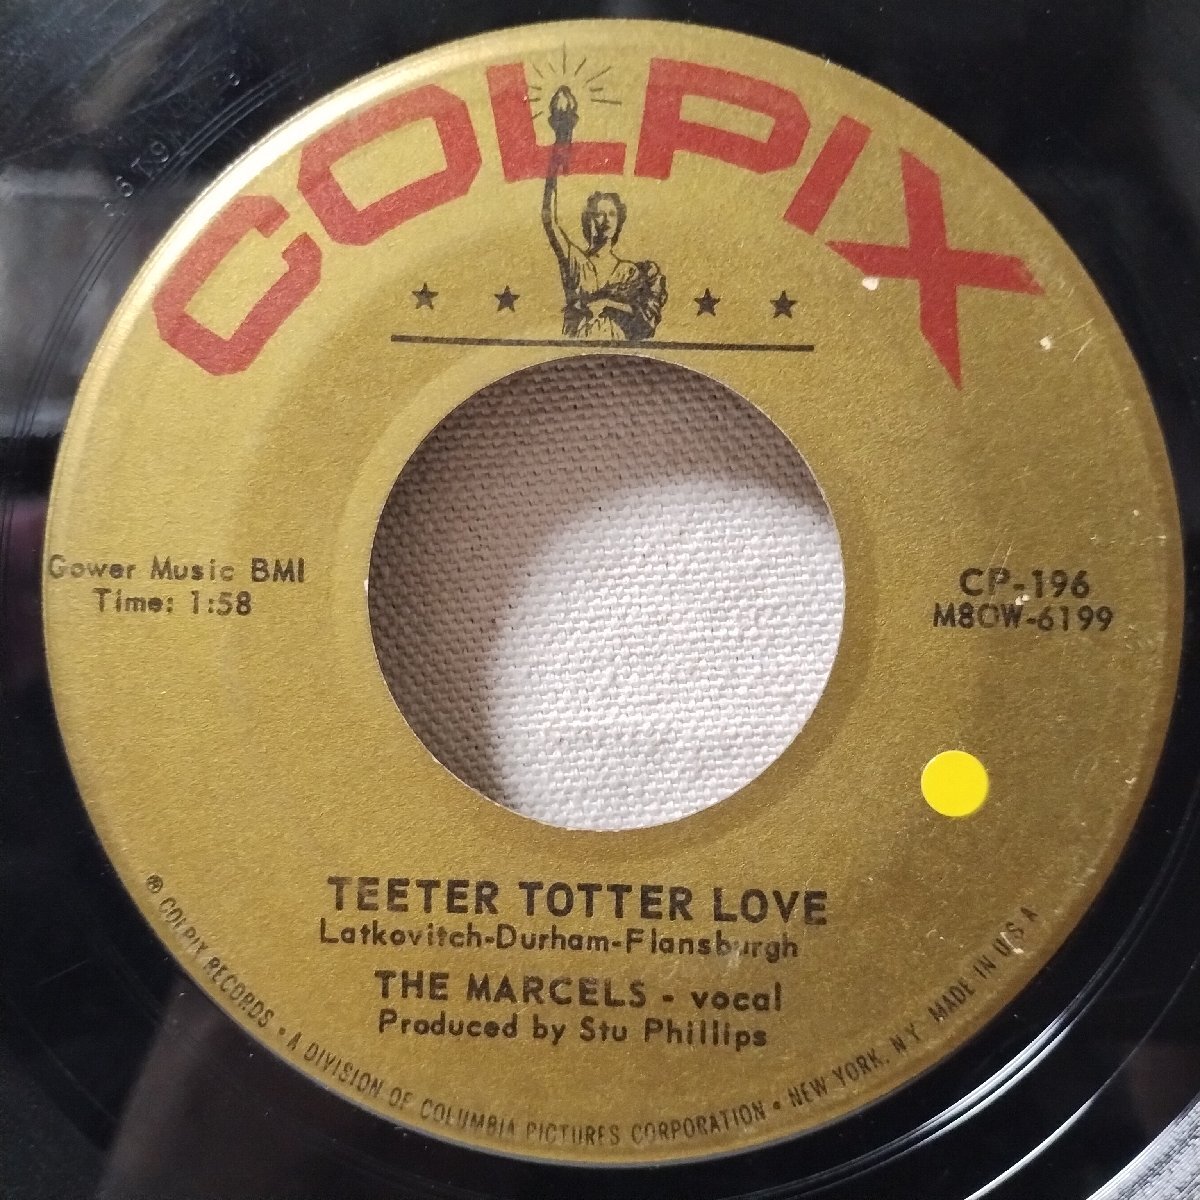 COLPIX
Gower Music BMI
Time: 1:58
CP-196
M80W-6199
TEETER TOTTER LOVE
Latkovitch-Durham-Flansburgh
THE MARCELS - vocal
Produced by Stu Phillips
® COLPIX RECORDS • A DIVISION OF COLUMBIA PICTURES CORPORATION • NEW YORK, N.Y. MADE IN U.S.A